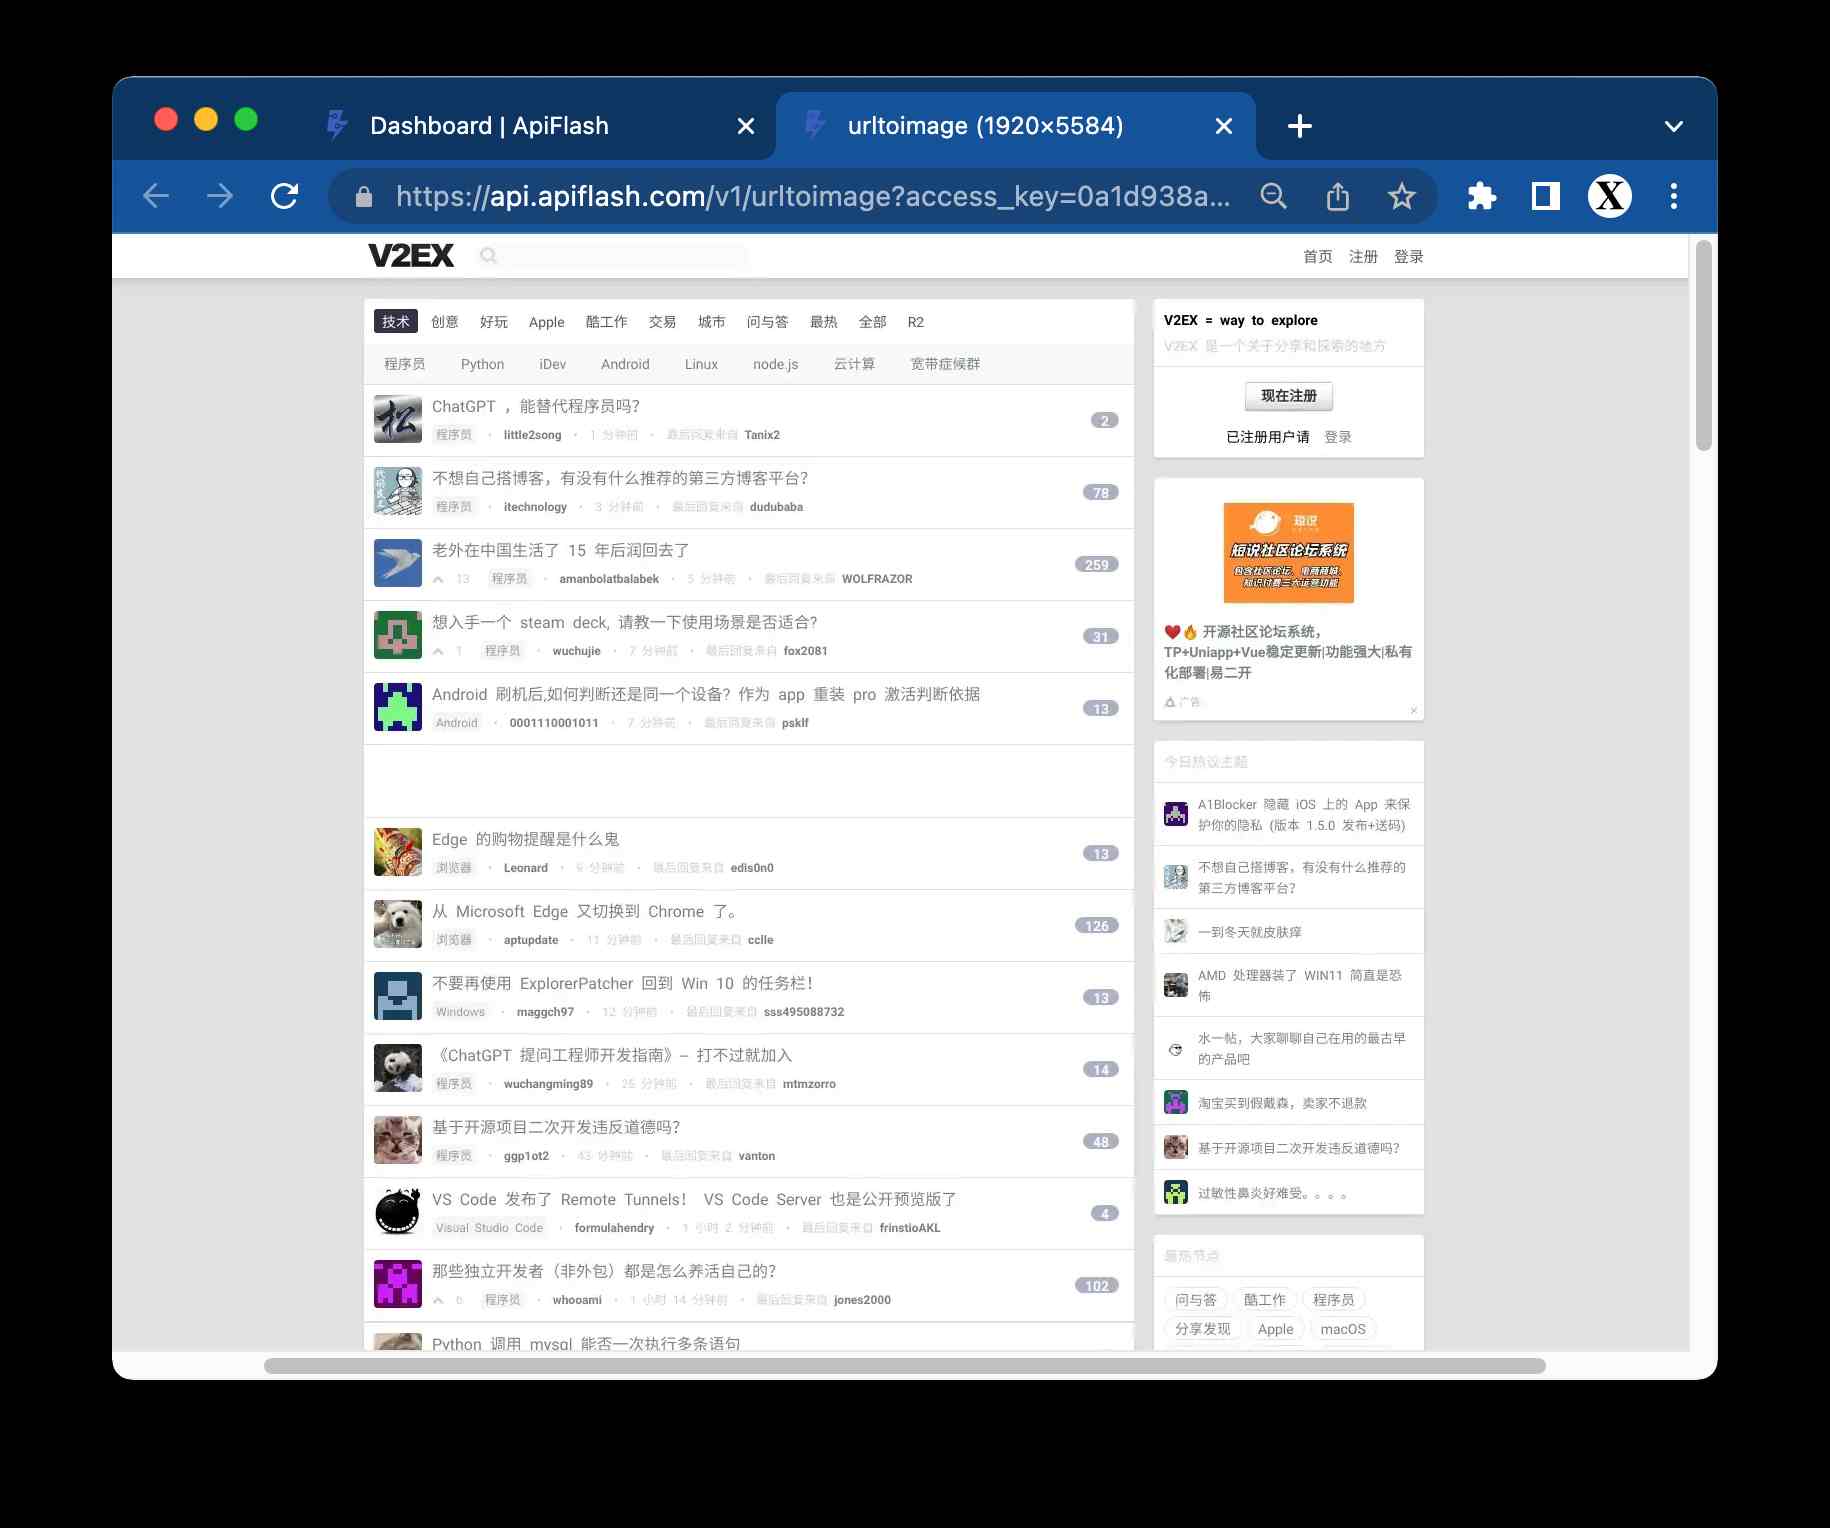 Dashboard | ApiFlash
urltoimage (1920×5584)
https://api.apiflash.com/v1/urltoimage?access_key=0a1d938a...
V2EX
首页 注册 登录
技术 创意 好玩 Apple 酷工作 交易 城市 问与答 最热 全部 R2
程序员 Python iDev Android Linux node.js 云计算 宽带症候群
ChatGPT ，能替代程序员吗？
程序员 • little2song • 1 分钟前 • 最后回复来自 Tanix2
2
不想自己搭博客，有没有什么推荐的第三方博客平台？
程序员 • itechnology • 3 分钟前 • 最后回复来自 dudubaba
78
老外在中国生活了 15 年后润回去了
13 程序员 • amanbolatbalabek • 5 分钟前 • 最后回复来自 WOLFRAZOR
259
想入手一个 steam deck, 请教一下使用场景是否适合?
1 程序员 • wuchujie • 7 分钟前 • 最后回复来自 fox2081
31
Android 刷机后,如何判断还是同一个设备？作为 app 重装 pro 激活判断依据
Android • 0001110001011 • 7 分钟前 • 最后回复来自 psklf
13
Edge 的购物提醒是什么鬼
浏览器 • Leonard • 分钟前 • 最后回复来自 edis0n0
13
从 Microsoft Edge 又切换到 Chrome 了。
浏览器 • aptupdate • 11 分钟前 • 最后回复来自 cclle
126
不要再使用 ExplorerPatcher 回到 Win 10 的任务栏！
Windows • maggch97 • 12 分钟前 • 最后回复来自 sss495088732
13
《ChatGPT 提问工程师开发指南》– 打不过就加入
程序员 • wuchangming89 • 25 分钟前 • 最后回复来自 mtmzorro
14
基于开源项目二次开发违反道德吗？
程序员 • ggp1ot2 • 43 分钟前 • 最后回复来自 vanton
48
VS Code 发布了 Remote Tunnels！ VS Code Server 也是公开预览版了
Visual Studio Code • formulahendry • 1 小时 2 分钟前 • 最后回复来自 frinstioAKL
4
那些独立开发者（非外包）都是怎么养活自己的？
6 程序员 • whooami • 1 小时 14 分钟前 • 最后回复来自 jones2000
102
Python 调用 mysql 能否一次执行多条语句
V2EX = way to explore
V2EX 是一个关于分享和探索的地方
现在注册
已注册用户请 登录
短说
短说社区论坛系统
包含社区论坛、电商商城、
知识付费三大运营功能
❤️🔥 开源社区论坛系统，
TP+Uniapp+Vue稳定更新|功能强大|私有
化部署|易二开
广告
×
今日热议主题
A1Blocker 隐藏 iOS 上的 App 来保
护你的隐私 (版本 1.5.0 发布+送码)
不想自己搭博客，有没有什么推荐的
第三方博客平台？
一到冬天就皮肤痒
AMD 处理器装了 WIN11 简直是恐
怖
水一帖，大家聊聊自己在用的最古早
的产品吧
淘宝买到假戴森，卖家不退款
基于开源项目二次开发违反道德吗？
过敏性鼻炎好难受。。。。
最热节点
问与答 酷工作 程序员
分享发现 Apple macOS